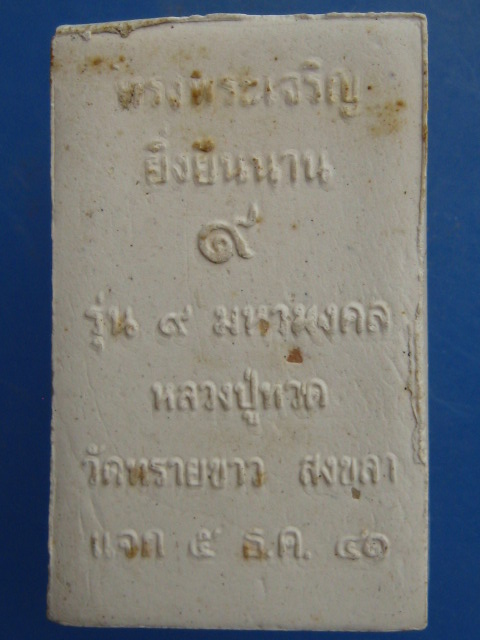 ทรงพระเจริญ
ยิ่งยืนนาน
๙
รุ่น ๙ มหามงคล
หลวงปู่ทวด
วัดทรายขาว สงขลา
แจก ๕ ธ.ค. ๔๑